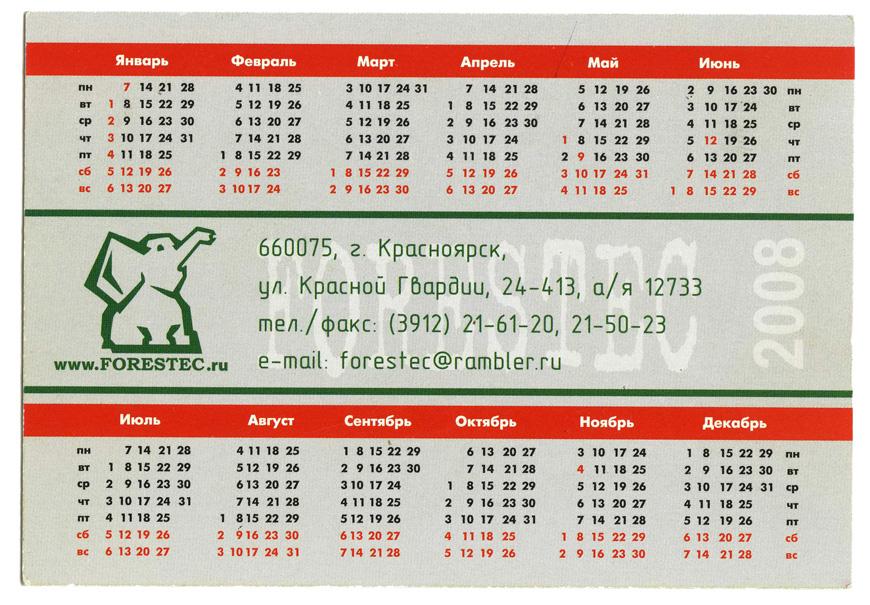 Январь Февраль Март Апрель Май Июнь
пн 7 14 21 28 4 11 18 25 3 10 17 24 31 7 14 21 28 5 12 19 26 2 9 16 23 30 пн
вт 1 8 15 22 29 5 12 19 26 4 11 18 25 1 8 15 22 29 6 13 20 27 3 10 17 24 вт
ср 2 9 16 23 30 6 13 20 27 5 12 19 26 2 9 16 23 30 7 14 21 28 4 11 18 25 ср
чт 3 10 17 24 31 7 14 21 28 6 13 20 27 3 10 17 24 1 8 15 22 29 5 12 19 26 чт
пт 4 11 18 25 1 8 15 22 29 7 14 21 28 4 11 18 25 2 9 16 23 30 6 13 20 27 пт
сб 5 12 19 26 2 9 16 23 1 8 15 22 29 5 12 19 26 3 10 17 24 31 7 14 21 28 сб
вс 6 13 20 27 3 10 17 24 2 9 16 23 30 6 13 20 27 4 11 18 25 1 8 15 22 29 вс
FORESTEC
660075, г. Красноярск,
ул. Красной Гвардии, 24-413, а/я 12733
тел./факс: (3912) 21-61-20, 21-50-23
e-mail: forestec@rambler.ru
www.FORESTEC.ru
2008
Июль Август Сентябрь Октябрь Ноябрь Декабрь
пн 7 14 21 28 4 11 18 25 1 8 15 22 29 6 13 20 27 3 10 17 24 1 8 15 22 29 пн
вт 1 8 15 22 29 5 12 19 26 2 9 16 23 30 7 14 21 28 4 11 18 25 2 9 16 23 30 вт
ср 2 9 16 23 30 6 13 20 27 3 10 17 24 1 8 15 22 29 5 12 19 26 3 10 17 24 31 ср
чт 3 10 17 24 31 7 14 21 28 4 11 18 25 2 9 16 23 30 6 13 20 27 4 11 18 25 чт
пт 4 11 18 25 1 8 15 22 29 5 12 19 26 3 10 17 24 31 7 14 21 28 5 12 19 26 пт
сб 5 12 19 26 2 9 16 23 30 6 13 20 27 4 11 18 25 1 8 15 22 29 6 13 20 27 сб
вс 6 13 20 27 3 10 17 24 31 7 14 21 28 5 12 19 26 2 9 16 23 30 7 14 21 28 вс